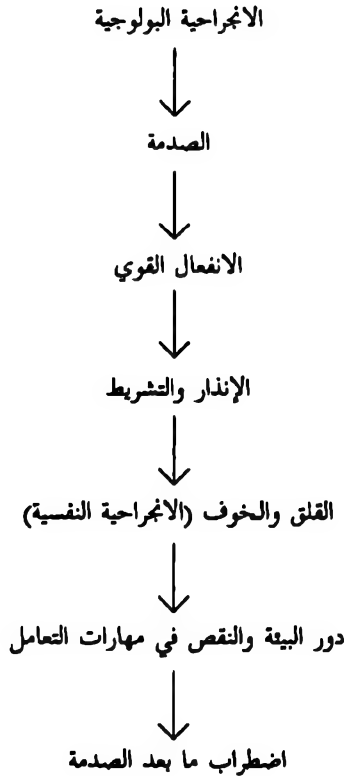 الانجراحية البولوجية
الصدمة
الانفعال القوي
الإنذار والتشريط
القلق والخوف (الانجراحية النفسية)
دور البيئة والنقص في مهارات التعامل
اضطراب ما بعد الصدمة